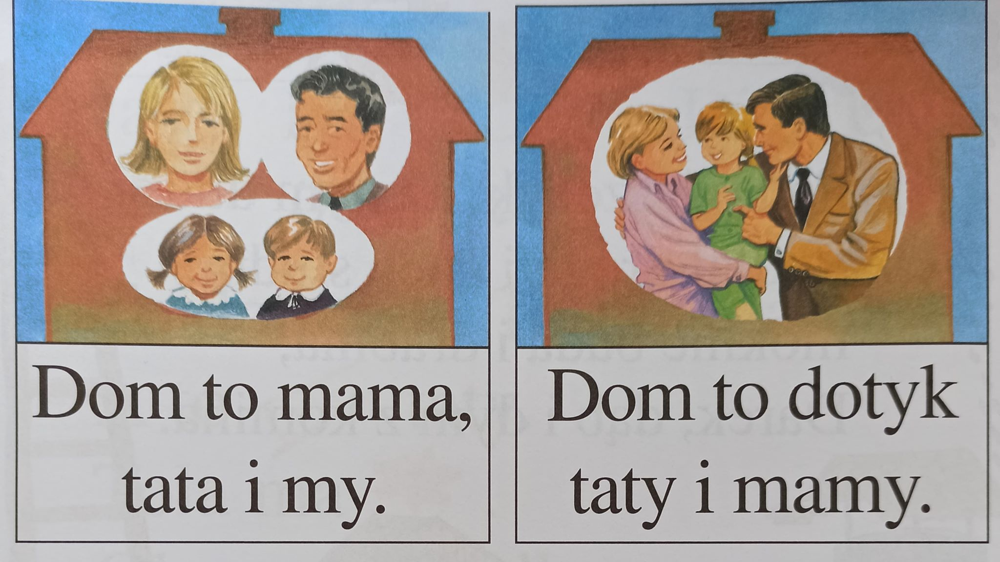 Dom to mama,
tata i my.
Dom to dotyk
taty i mamy.